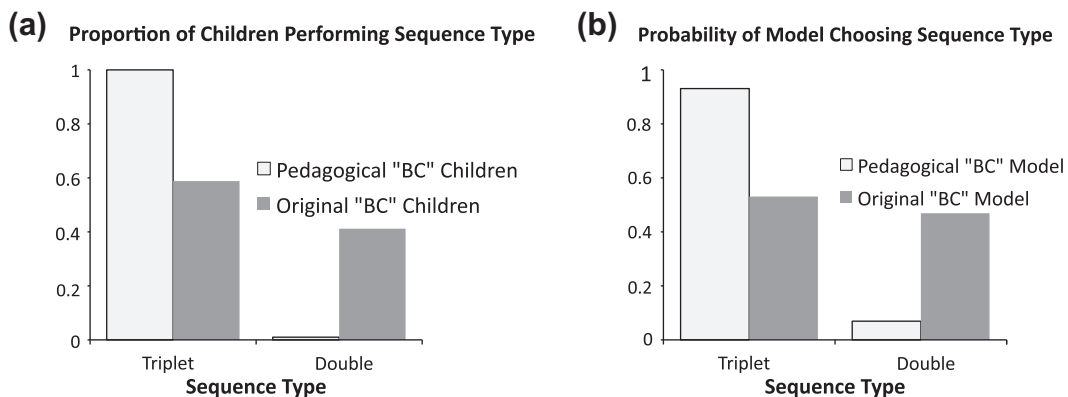 (a) Proportion of Children Performing Sequence Type
1
0.8
0.6
0.4
0.2
0
Pedagogical "BC" Children
Original "BC" Children
Triplet Double
Sequence Type
(b) Probability of Model Choosing Sequence Type
1
0.8
0.6
0.4
0.2
0
Pedagogical "BC" Model
Original "BC" Model
Triplet Double
Sequence Type